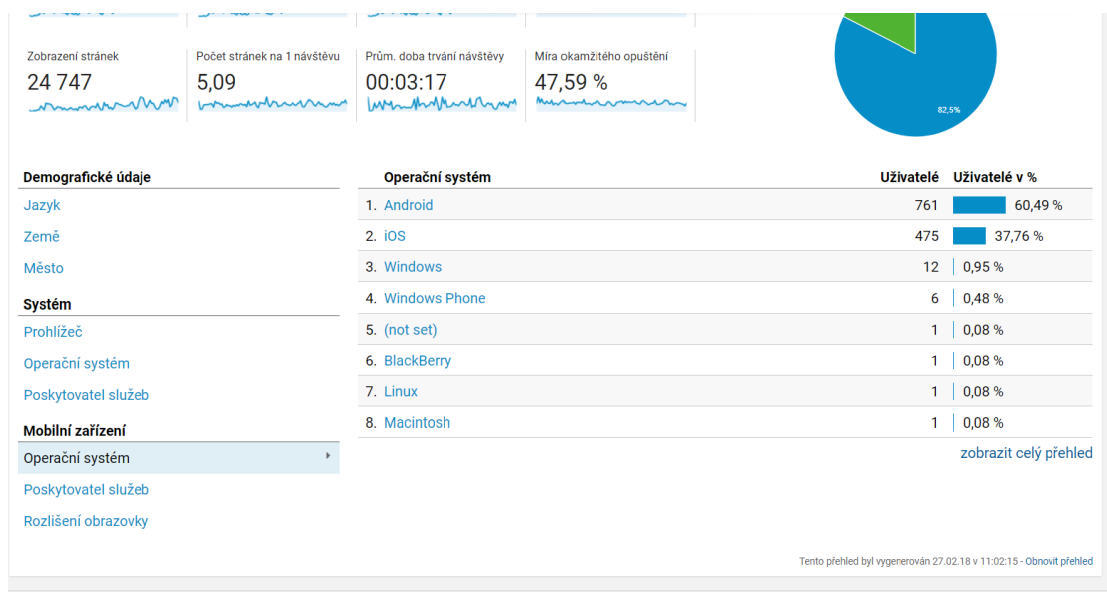 Zobrazení stránek
24 747
Počet stránek na 1 návštěvu
5,09
Prům. doba trvání návštěvy
00:03:17
Míra okamžitého opuštění
47,59 %
82,5%
Demografické údaje
Jazyk
Země
Město
Systém
Prohlížeč
Operační systém
Poskytovatel služeb
Mobilní zařízení
Operační systém
Poskytovatel služeb
Rozlišení obrazovky
Operační systém Uživatelé Uživatelé v %
1. Android 761 60,49 %
2. iOS 475 37,76 %
3. Windows 12 0,95 %
4. Windows Phone 6 0,48 %
5. (not set) 1 0,08 %
6. BlackBerry 1 0,08 %
7. Linux 1 0,08 %
8. Macintosh 1 0,08 %
zobrazit celý přehled
Tento přehled byl vygenerován 27.02.18 v 11:02:15 - Obnovit přehled